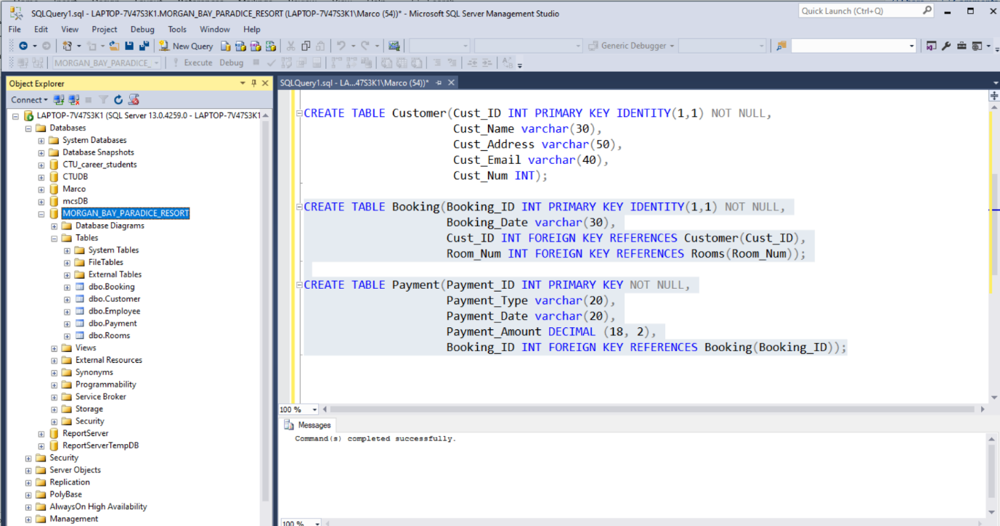 SQLQuery1.sql - LAPTOP-7V47S3K1.MORGAN_BAY_PARADICE_RESORT (LAPTOP-7V47S3K1\Marco (54))* - Microsoft SQL Server Management Studio
Quick Launch (Ctrl+Q)
File Edit View Project Debug Tools Window Help
New Query
Generic Debugger
MORGAN_BAY_PARADICE_
Execute Debug
Object Explorer
SQLQuery1.sql - LA...47S3K1\Marco (54))*
Connect
LAPTOP-7V47S3K1 (SQL Server 13.0.4259.0 - LAPTOP-7V47S3K1
Databases
System Databases
Database Snapshots
CTU_career_students
CTUDB
Marco
mcsDB
MORGAN_BAY_PARADICE_RESORT
Database Diagrams
Tables
System Tables
FileTables
External Tables
dbo.Booking
dbo.Customer
dbo.Employee
dbo.Payment
dbo.Rooms
Views
External Resources
Synonyms
Programmability
Service Broker
Storage
Security
ReportServer
ReportServerTempDB
Security
Server Objects
Replication
PolyBase
AlwaysOn High Availability
Management
CREATE TABLE Customer(Cust_ID INT PRIMARY KEY IDENTITY(1,1) NOT NULL,
Cust_Name varchar(30),
Cust_Address varchar(50),
Cust_Email varchar(40),
Cust_Num INT);
CREATE TABLE Booking(Booking_ID INT PRIMARY KEY IDENTITY(1,1) NOT NULL,
Booking_Date varchar(30),
Cust_ID INT FOREIGN KEY REFERENCES Customer(Cust_ID),
Room_Num INT FOREIGN KEY REFERENCES Rooms(Room_Num));
CREATE TABLE Payment(Payment_ID INT PRIMARY KEY NOT NULL,
Payment_Type varchar(20),
Payment_Date varchar(20),
Payment_Amount DECIMAL (18, 2),
Booking_ID INT FOREIGN KEY REFERENCES Booking(Booking_ID));
100 %
Messages
Command(s) completed successfully.
100 %